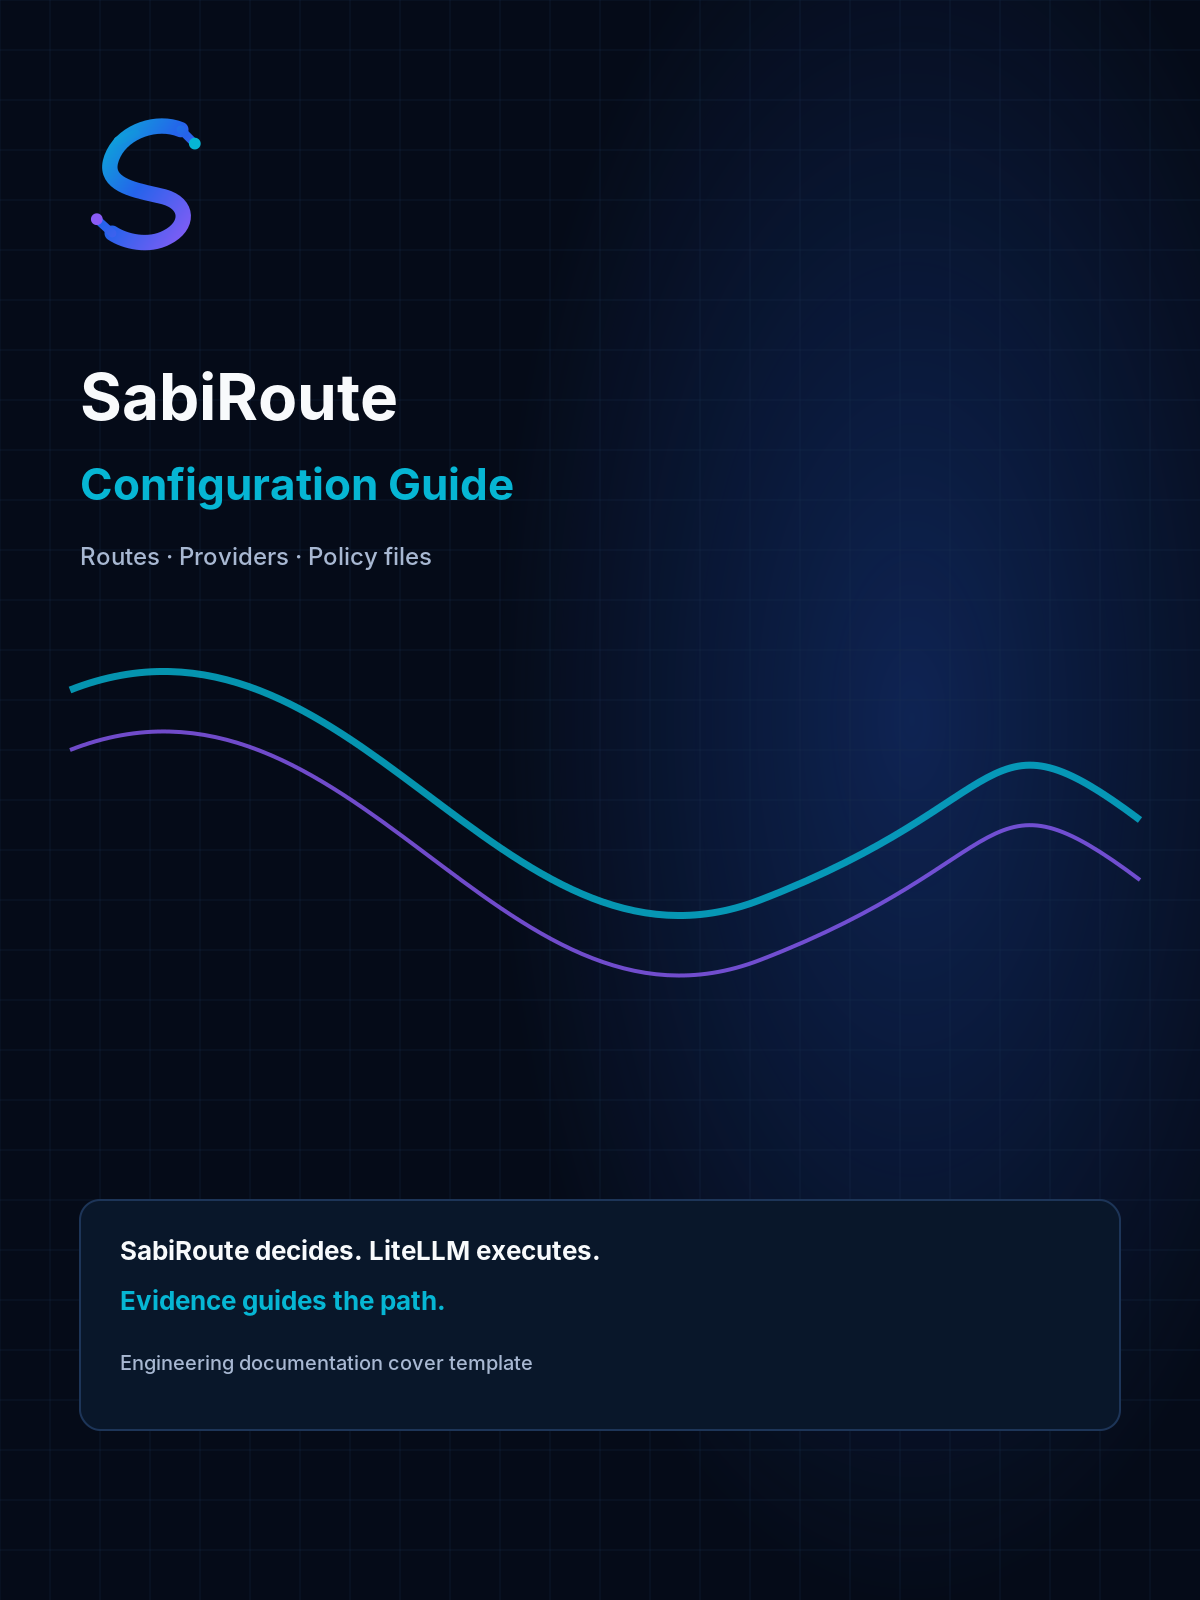 SabiRoute
Configuration Guide
Routes · Providers · Policy files
SabiRoute decides. LiteLLM executes.
Evidence guides the path.
Engineering documentation cover template